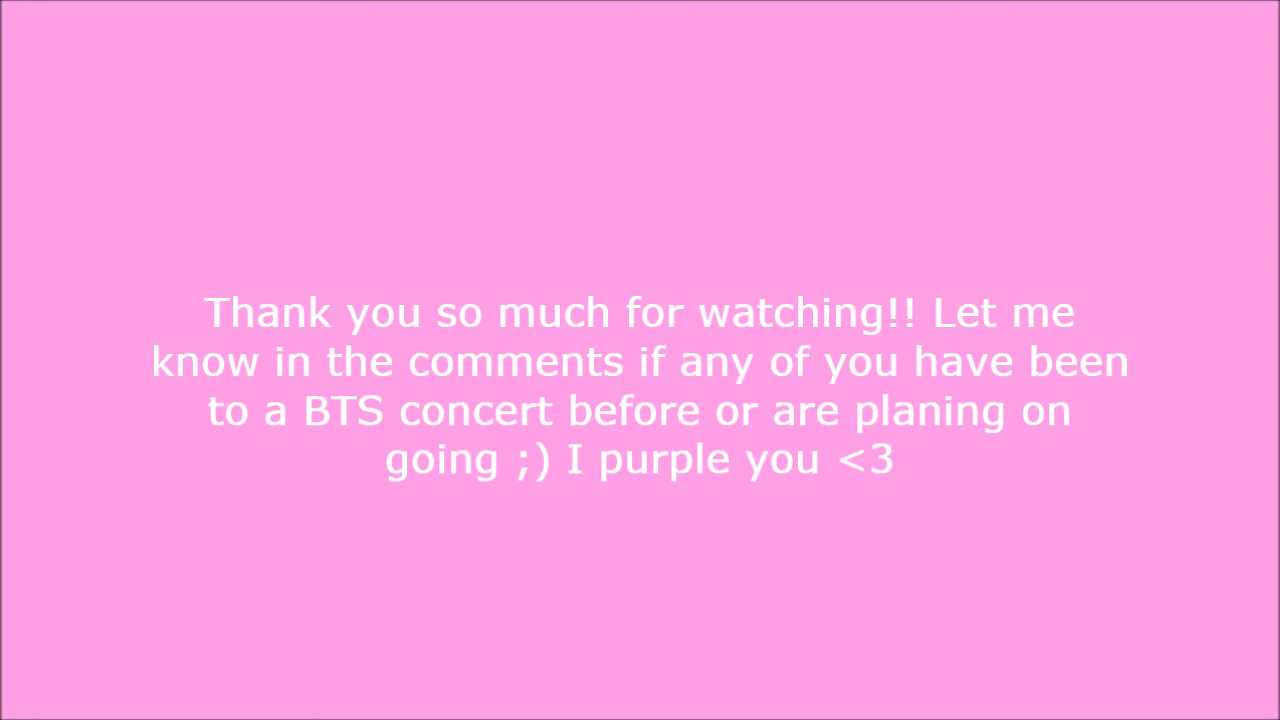 Thank you so much for watching!! Let me
know in the comments if any of you have been
to a BTS concert before or are planing on
going ;) I purple you <3